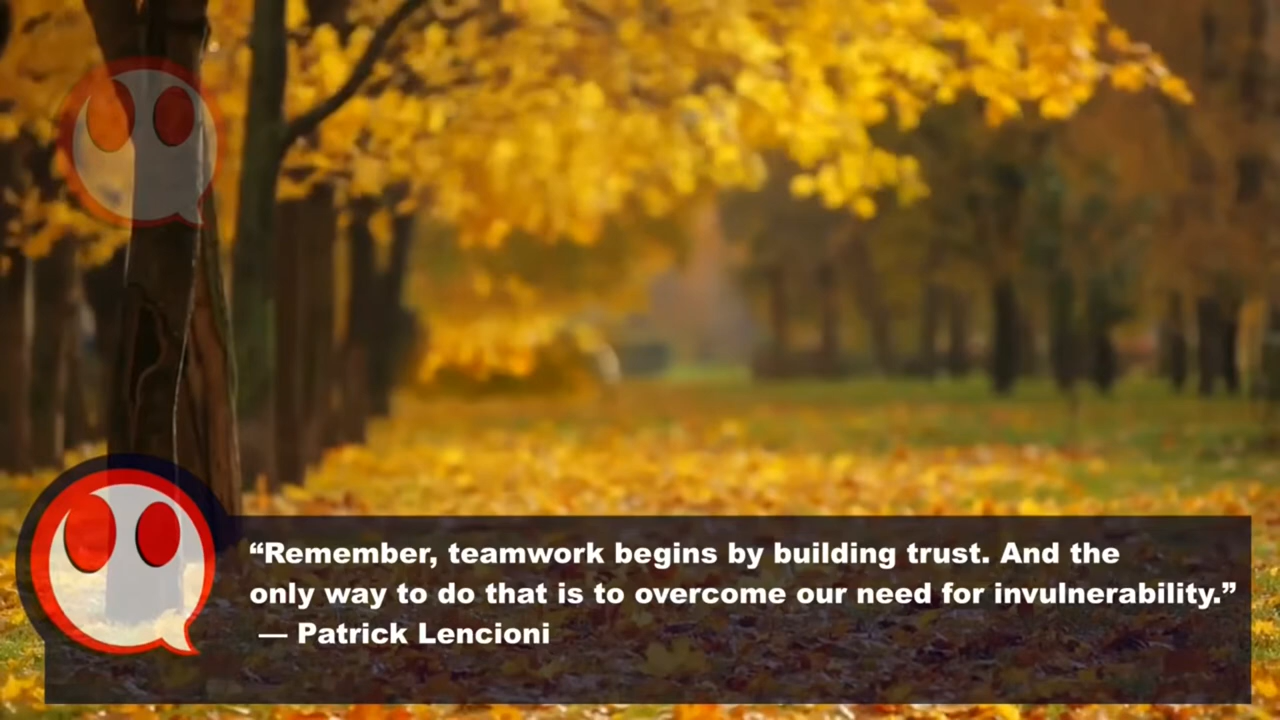 “Remember, teamwork begins by building trust. And the
only way to do that is to overcome our need for invulnerability.”
— Patrick Lencioni